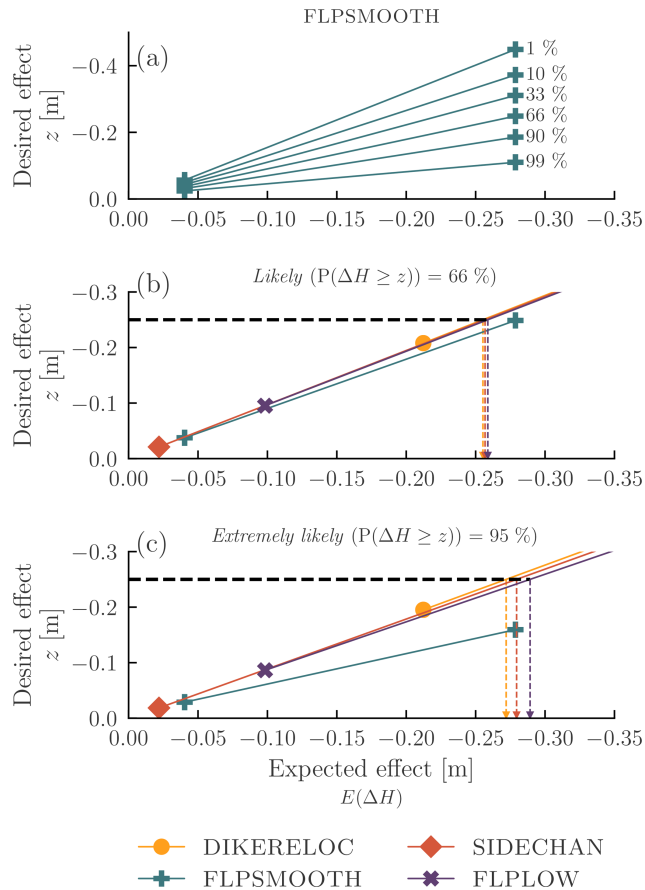 FLPSMOOTH
(a)
Desired effect
z [m]
−0.4
−0.2
0.0
1 %
10 %
33 %
66 %
90 %
99 %
0.00 −0.05 −0.10 −0.15 −0.20 −0.25 −0.30 −0.35
(b)
Likely (P(ΔH ≥ z)) = 66 %)
Desired effect
z [m]
−0.3
−0.2
−0.1
0.0
0.00 −0.05 −0.10 −0.15 −0.20 −0.25 −0.30 −0.35
(c)
Extremely likely (P(ΔH ≥ z)) = 95 %)
Desired effect
z [m]
−0.3
−0.2
−0.1
0.0
0.00 −0.05 −0.10 −0.15 −0.20 −0.25 −0.30 −0.35
Expected effect [m]
E(ΔH)
DIKERELOC SIDECHAN
FLPSMOOTH FLPLOW